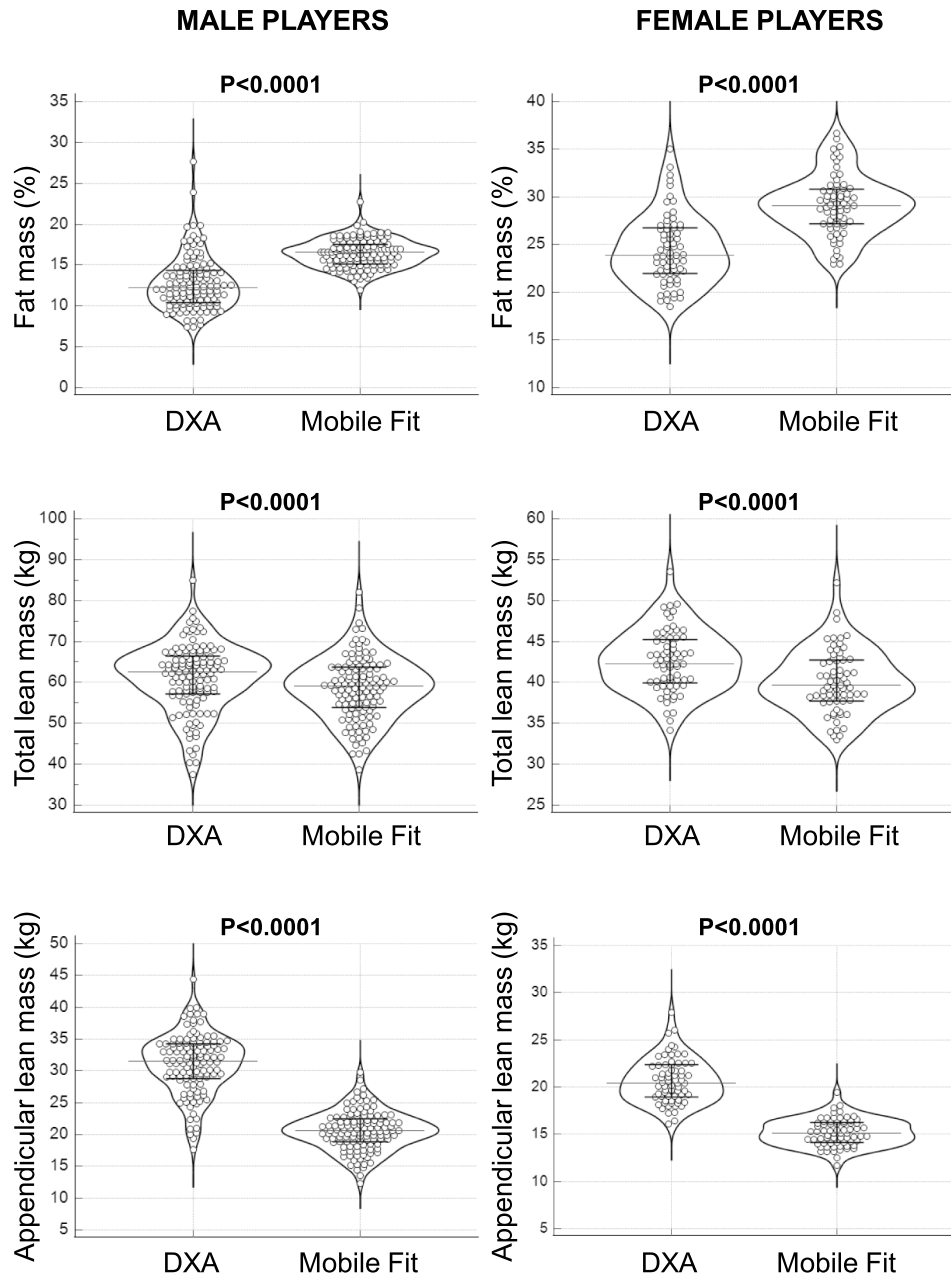 MALE PLAYERS
FEMALE PLAYERS
P<0.0001
35
30
25
20
15
10
5
0
Fat mass (%)
DXA
Mobile Fit
P<0.0001
40
35
30
25
20
15
10
Fat mass (%)
DXA
Mobile Fit
P<0.0001
100
90
80
70
60
50
40
30
Total lean mass (kg)
DXA
Mobile Fit
P<0.0001
60
55
50
45
40
35
30
25
Total lean mass (kg)
DXA
Mobile Fit
P<0.0001
50
45
40
35
30
25
20
15
10
5
Appendicular lean mass (kg)
DXA
Mobile Fit
P<0.0001
35
30
25
20
15
10
5
Appendicular lean mass (kg)
DXA
Mobile Fit